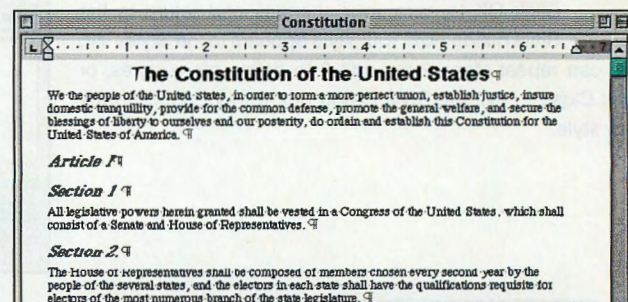 Constitution
2 3 4 5 6 7
The Constitution of the United States¶
We the people of the United states, in order to form a more perfect union, establish justice, insure
domestic tranquillity, provide for the common defense, promote the general welfare, and secure the
blessings of liberty to ourselves and our posterity, do ordain and establish this Constitution for the
United States of America. ¶
Article I¶
Section 1 ¶
All legislative powers herein granted shall be vested in a Congress of the United States, which shall
consist of a Senate and House of Representatives. ¶
Section 2.¶
The House of Representatives shall be composed of members chosen every second year by the
people of the several states, and the electors in each state shall have the qualifications requisite for
electors of the most numerous branch of the state legislature. ¶